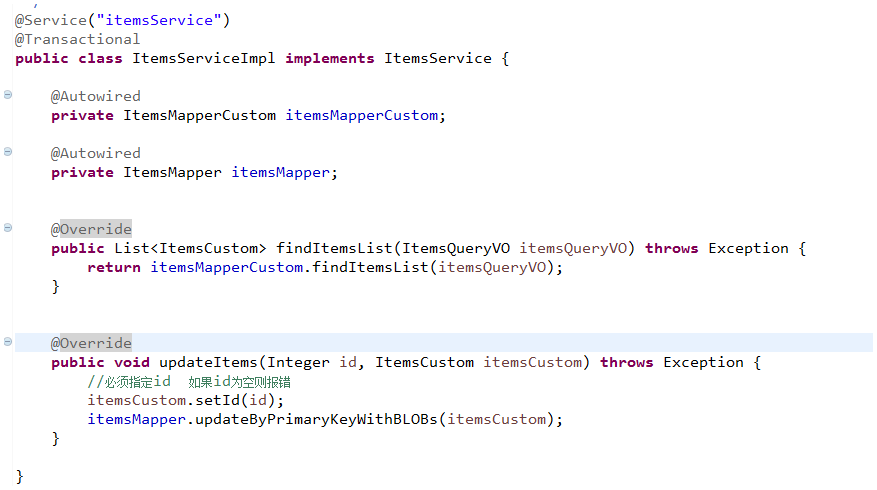 @Service("itemsService")
@Transactional
public class ItemsServiceImpl implements ItemsService {
@Autowired
private ItemsMapperCustom itemsMapperCustom;
@Autowired
private ItemsMapper itemsMapper;
@Override
public List<ItemsCustom> findItemsList(ItemsQueryVO itemsQueryVO) throws Exception {
return itemsMapperCustom.findItemsList(itemsQueryVO);
}
@Override
public void updateItems(Integer id, ItemsCustom itemsCustom) throws Exception {
//必须指定id  如果id为空则报错
itemsCustom.setId(id);
itemsMapper.updateByPrimaryKeyWithBLOBs(itemsCustom);
}
}